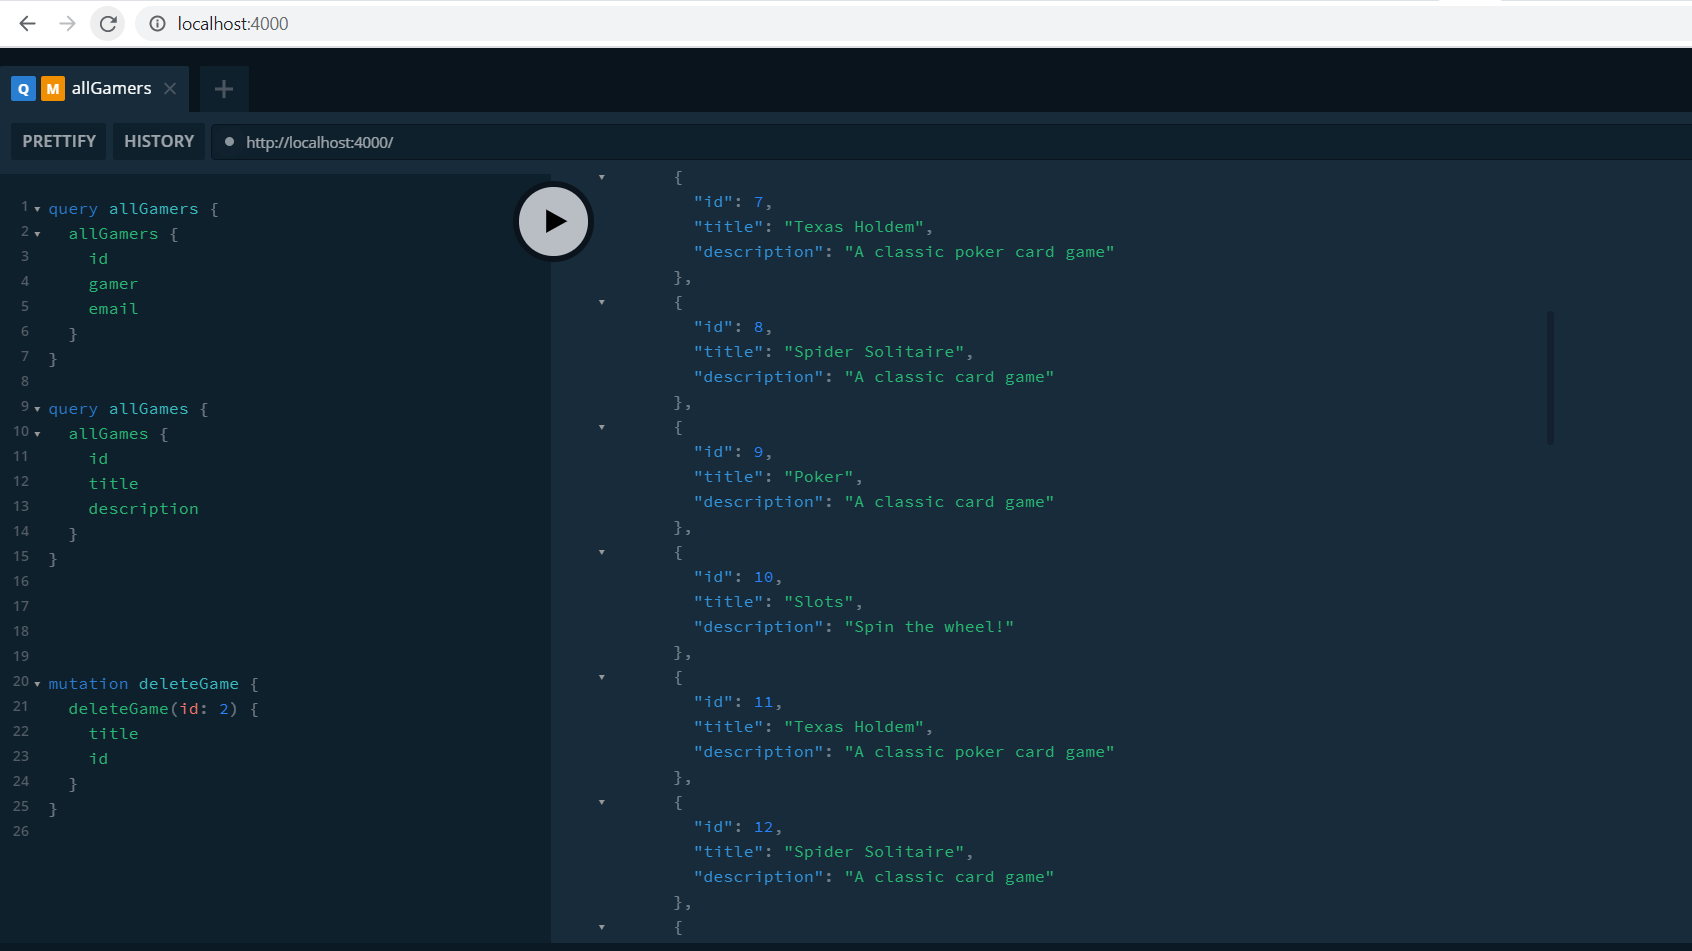 localhost:4000
Q M allGamers
PRETTIFY HISTORY http://localhost:4000/
1 query allGamers {
2 allGamers {
3 id
4 gamer
5 email
6 }
7 }
8
9 query allGames {
10 allGames {
11 id
12 title
13 description
14 }
15 }
16
17
18
19
20 mutation deleteGame {
21 deleteGame(id: 2) {
22 title
23 id
24 }
25 }
26
{
"id": 7,
"title": "Texas Holdem",
"description": "A classic poker card game"
},
{
"id": 8,
"title": "Spider Solitaire",
"description": "A classic card game"
},
{
"id": 9,
"title": "Poker",
"description": "A classic card game"
},
{
"id": 10,
"title": "Slots",
"description": "Spin the wheel!"
},
{
"id": 11,
"title": "Texas Holdem",
"description": "A classic poker card game"
},
{
"id": 12,
"title": "Spider Solitaire",
"description": "A classic card game"
},
{